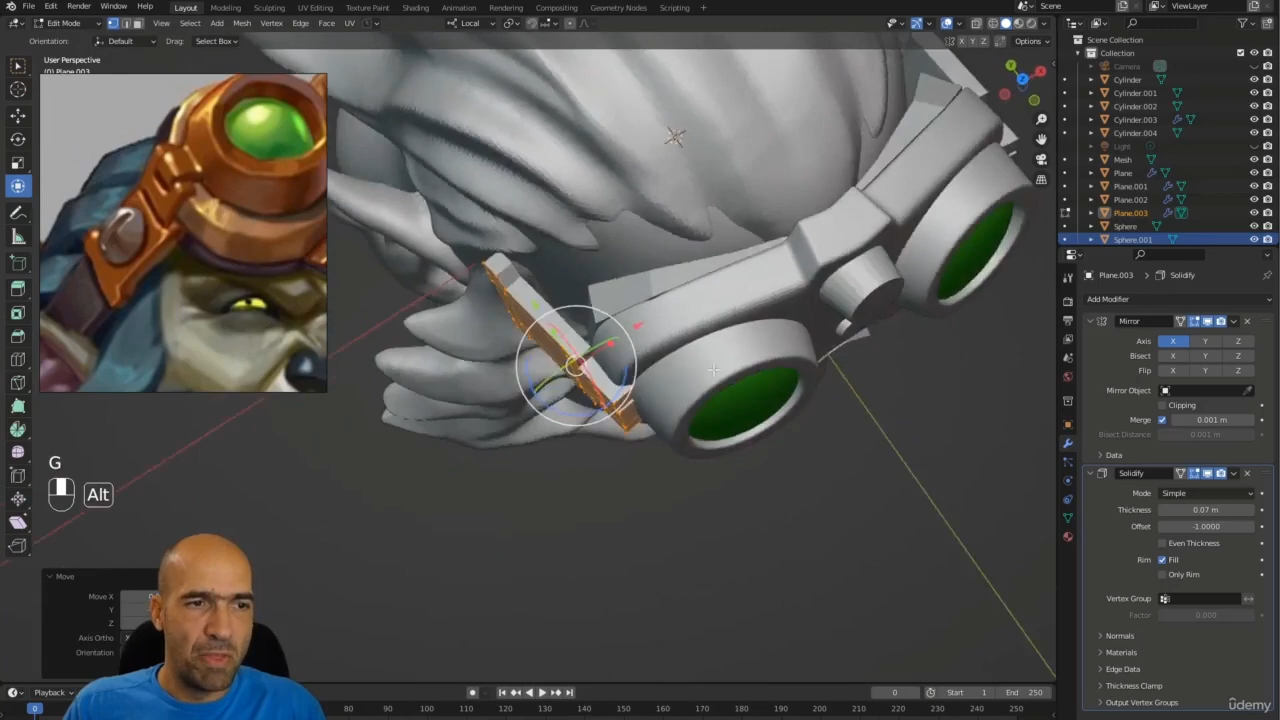 File Edit Render Window Help Layout Modeling Sculpting UV Editing Texture Paint Shading Animation Rendering Compositing Geometry Nodes Scripting Scene ViewLayer
Edit Mode View Select Add Mesh Vertex Edge Face UV Local
Orientation: Default Drag: Select Box X Y Z Options
User Perspective
(0) Plane.003
Scene Collection
Collection
Camera
Cylinder
Cylinder.001
Cylinder.002
Cylinder.003
Cylinder.004
Light
Mesh
Plane
Plane.001
Plane.002
Plane.003
Sphere
Sphere.001
Plane.003 Solidify
Add Modifier
Mirror
Axis X Y Z
Bisect X Y Z
Flip X Y Z
Mirror Object
Clipping
Merge 0.001 m
Bisect Distance 0.001 m
Data
Solidify
Mode Simple
Thickness 0.07 m
Offset -1.0000
Even Thickness
Rim Fill
Only Rim
Vertex Group
Factor 0.000
Normals
Materials
Edge Data
Thickness Clamp
Output Vertex Groups
G
Alt
Move
Move X
Y
Z
Axis Ortho
Orientation
Playback 0 Start 1 End 250
0 80 90 100 110 120 130 140 150 160 170 180 190 200 210 220 230 240 250
udemy